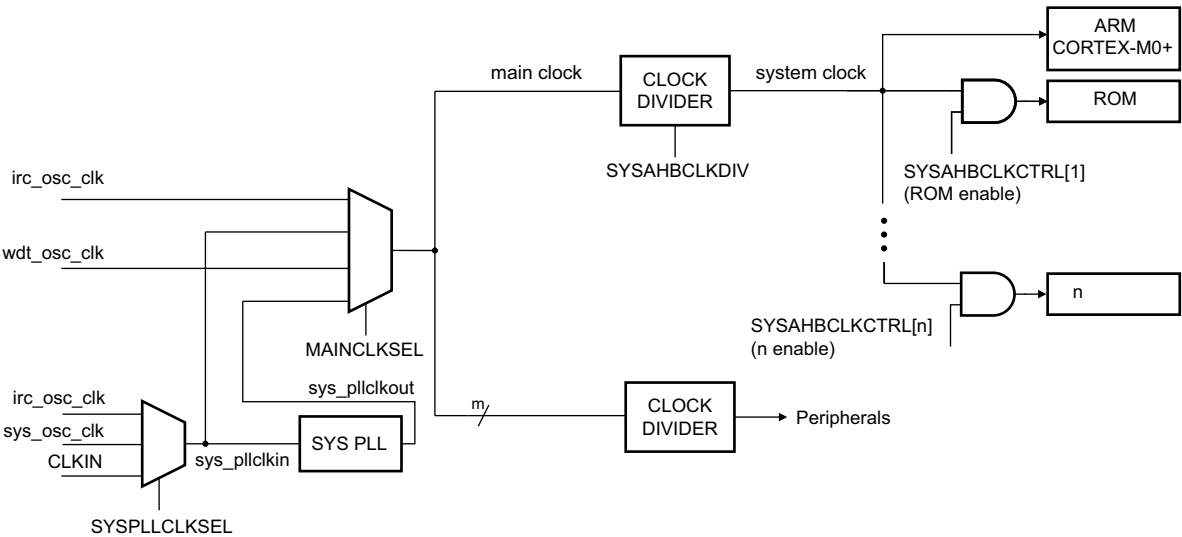 ARM
CORTEX-M0+
main clock
CLOCK
DIVIDER
system clock
ROM
SYSAHBCLKDIV
SYSAHBCLKCTRL[1]
(ROM enable)
irc_osc_clk
wdt_osc_clk
n
SYSAHBCLKCTRL[n]
(n enable)
MAINCLKSEL
sys_pllclkout
irc_osc_clk
sys_osc_clk
CLKIN
sys_pllclkin
SYS PLL
m
CLOCK
DIVIDER
Peripherals
SYSPLLCLKSEL